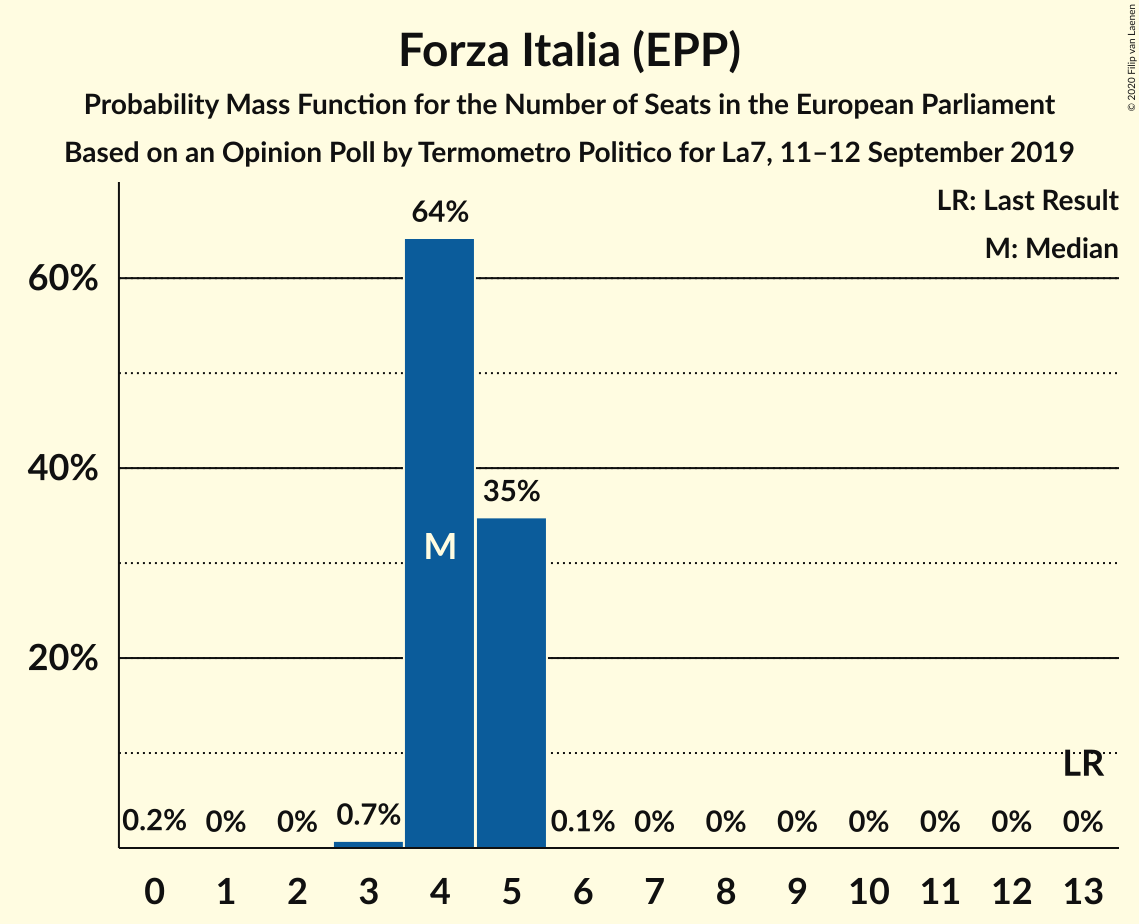 Forza Italia (EPP)
Probability Mass Function for the Number of Seats in the European Parliament
Based on an Opinion Poll by Termometro Politico for La7, 11–12 September 2019
© 2020 Filip van Laenen
LR: Last Result
M: Median
60%
40%
20%
64%
35%
M
LR
0.2% 0% 0% 0.7% 0.1% 0% 0% 0% 0% 0% 0% 0%
0 1 2 3 4 5 6 7 8 9 10 11 12 13